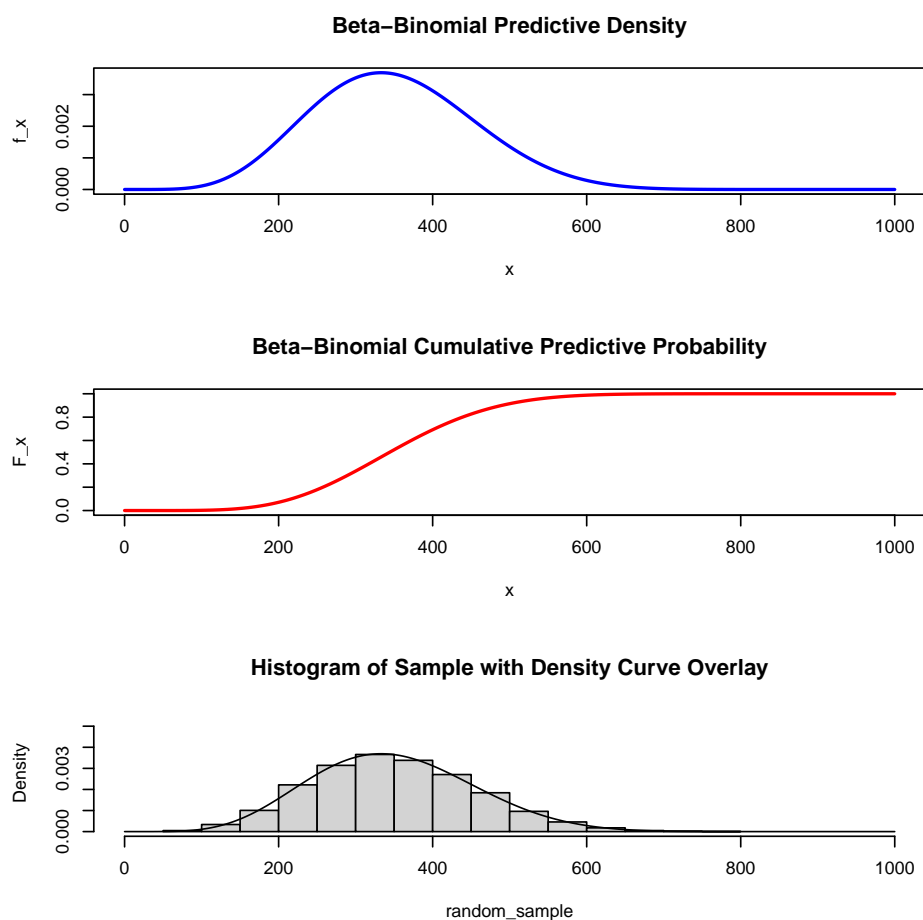 Beta−Binomial Predictive Density
f_x
0.000
0.002
0 200 400 600 800 1000
x
Beta−Binomial Cumulative Predictive Probability
F_x
0.0
0.4
0.8
0 200 400 600 800 1000
x
Histogram of Sample with Density Curve Overlay
Density
0.000
0.003
0 200 400 600 800 1000
random_sample